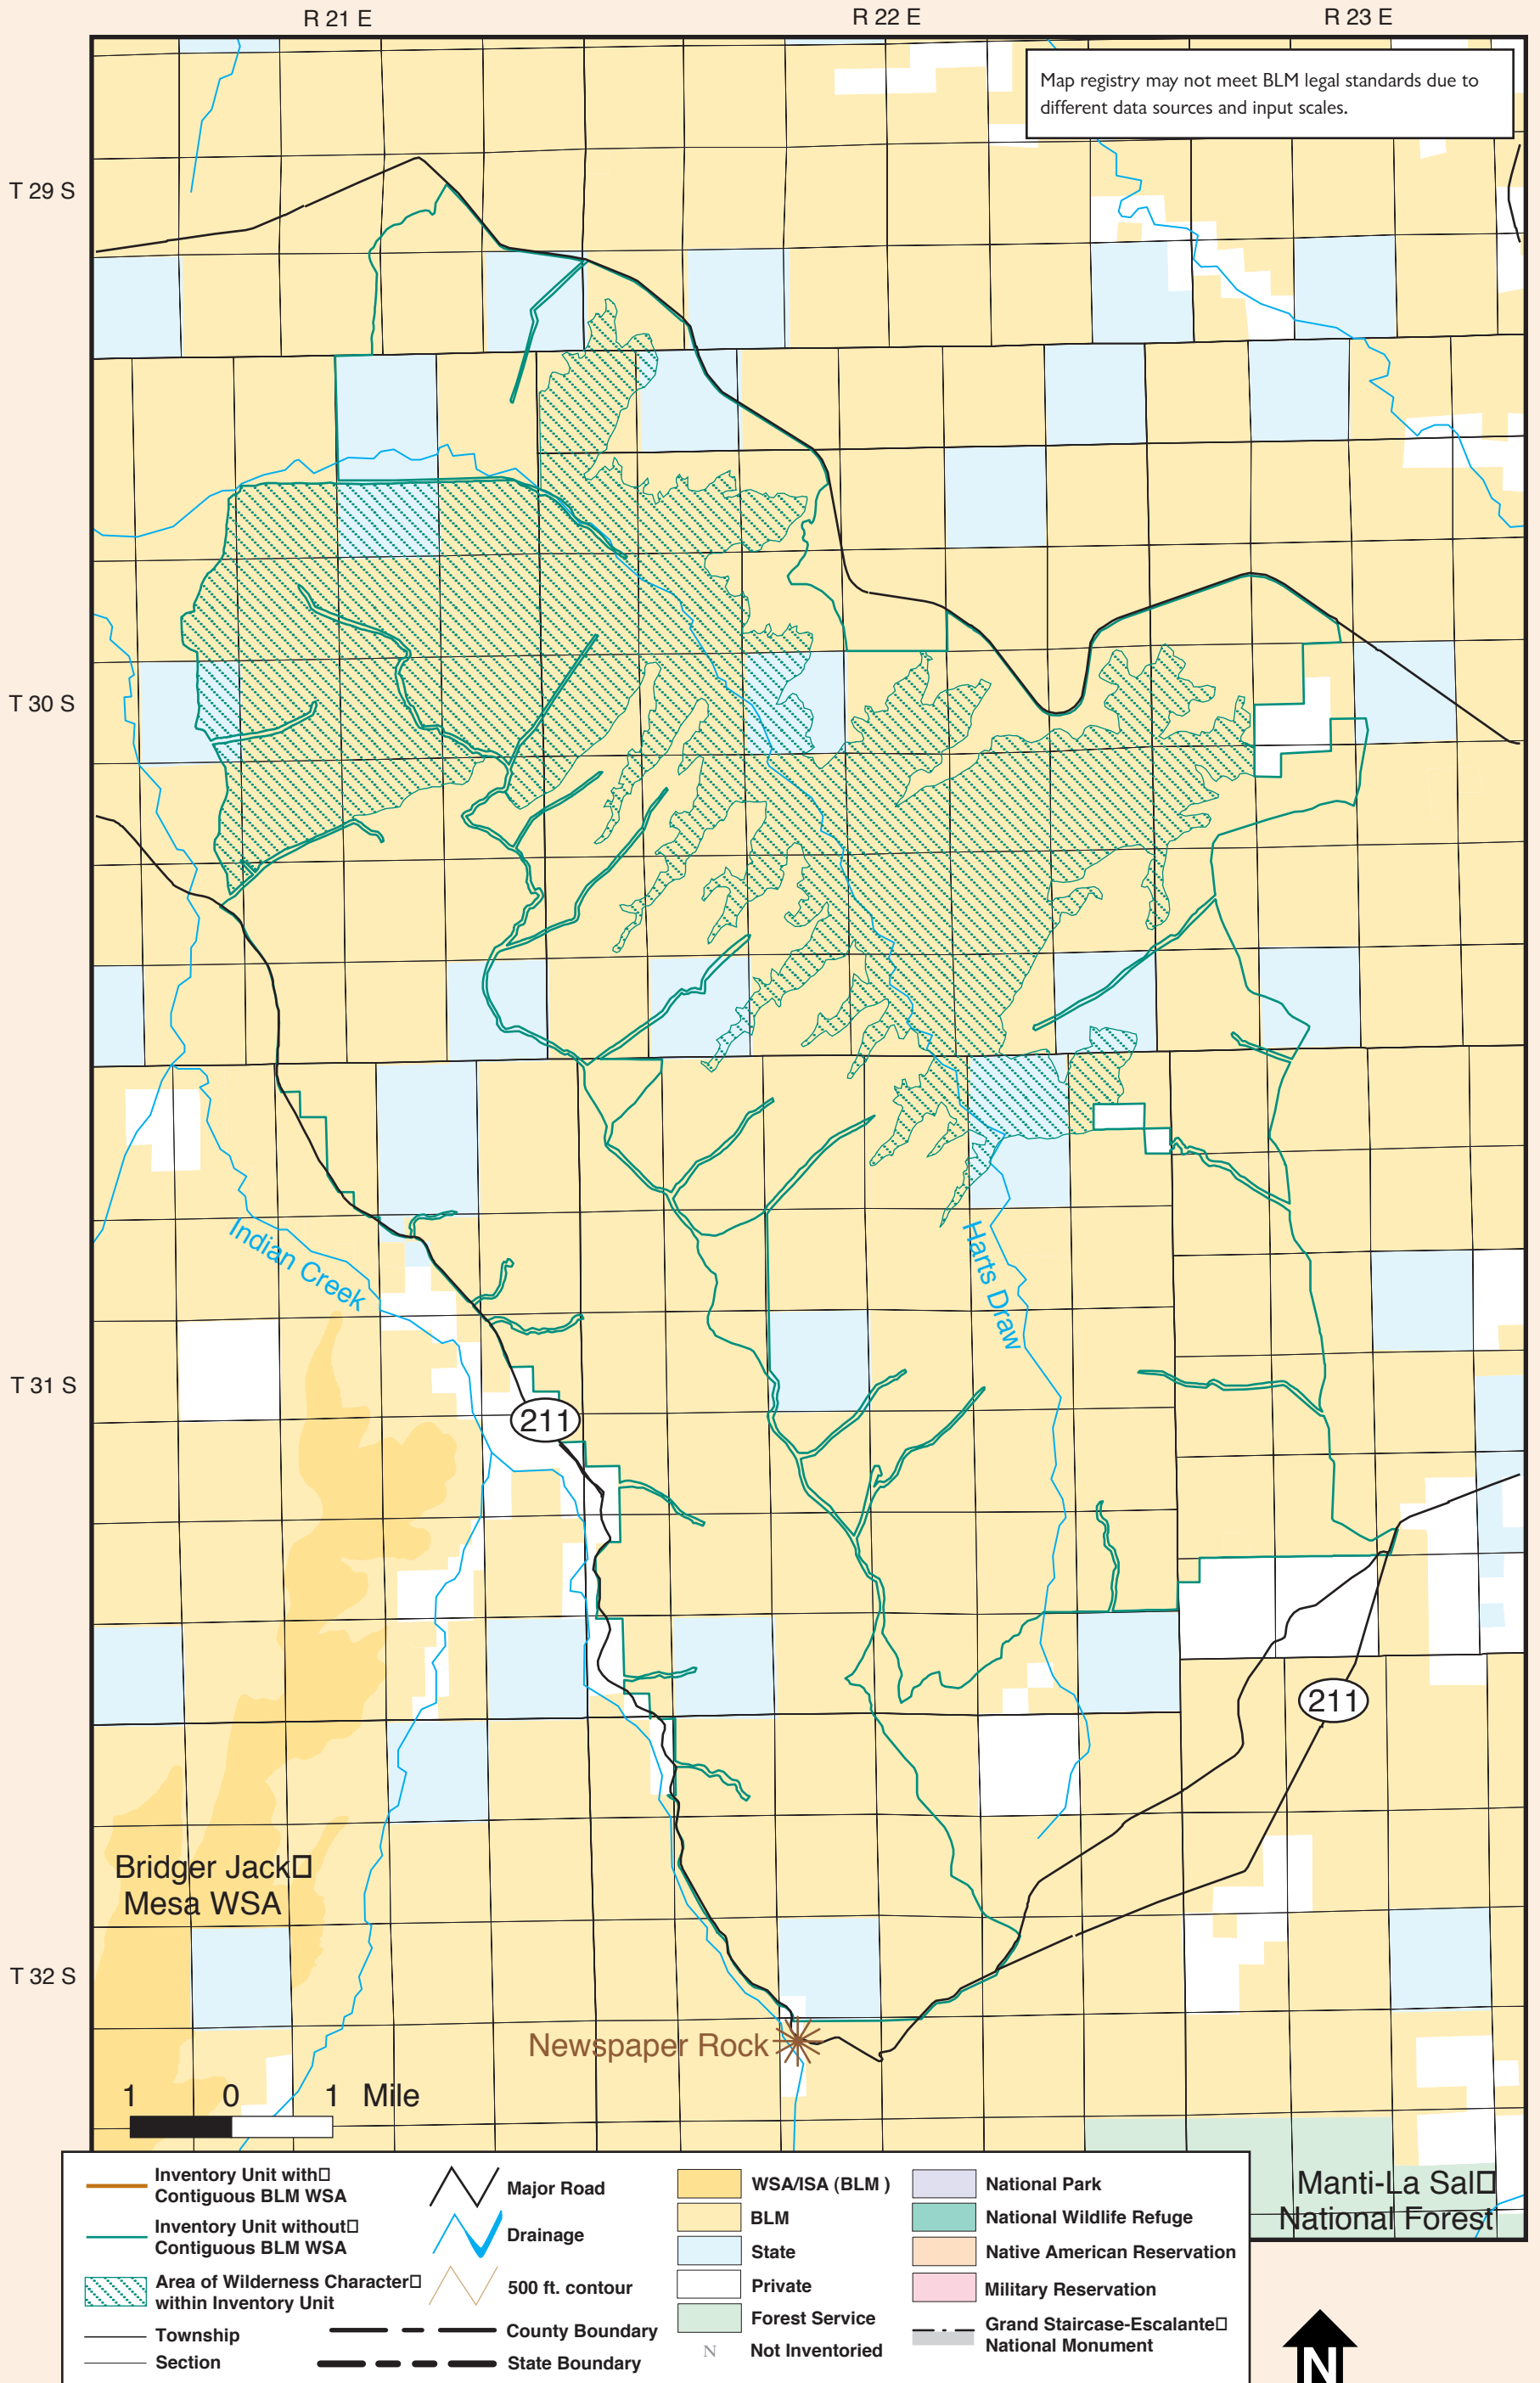 R 21 E
R 22 E
R 23 E
Map registry may not meet BLM legal standards due to
different data sources and input scales.
T 29 S
T 30 S
Indian Creek
Harts Draw
T 31 S
211
211
Bridger Jack
Mesa WSA
T 32 S
Newspaper Rock
1 0 1 Mile
Manti-La Sal
National Forest
Inventory Unit with
Contiguous BLM WSA
Inventory Unit without
Contiguous BLM WSA
Area of Wilderness Character
within Inventory Unit
Township
Section
Major Road
Drainage
500 ft. contour
County Boundary
State Boundary
WSA/ISA (BLM )
BLM
State
Private
Forest Service
N Not Inventoried
National Park
National Wildlife Refuge
Native American Reservation
Military Reservation
Grand Staircase-Escalante
National Monument
N